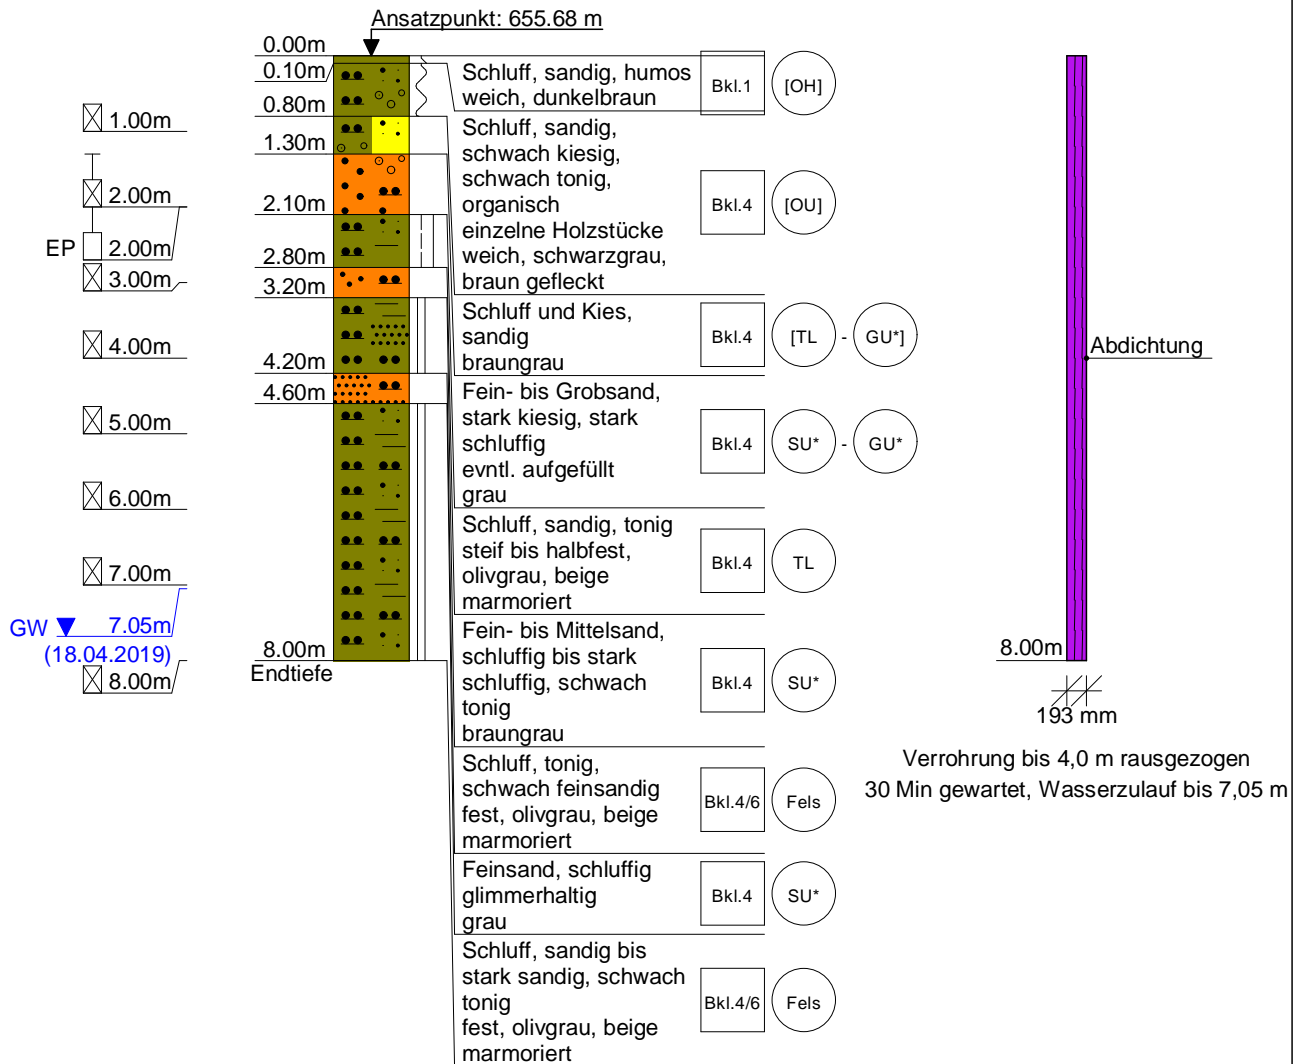 Ansatzpunkt: 655.68 m
0.00m
0.10m
0.80m
1.30m
2.10m
2.80m
3.20m
4.20m
4.60m
8.00m
Endtiefe
1.00m
2.00m
EP 2.00m
3.00m
4.00m
5.00m
6.00m
7.00m
GW 7.05m
(18.04.2019)
8.00m
Schluff, sandig, humos
weich, dunkelbraun
Bkl.1 [OH]
Schluff, sandig,
schwach kiesig,
schwach tonig,
organisch
einzelne Holzstücke
weich, schwarzgrau,
braun gefleckt
Bkl.4 [OU]
Schluff und Kies,
sandig
braungrau
Bkl.4 [TL - GU*]
Fein- bis Grobsand,
stark kiesig, stark
schluffig
evntl. aufgefüllt
grau
Bkl.4 SU* - GU*
Schluff, sandig, tonig
steif bis halbfest,
olivgrau, beige
marmoriert
Bkl.4 TL
Fein- bis Mittelsand,
schluffig bis stark
schluffig, schwach
tonig
braungrau
Bkl.4 SU*
Schluff, tonig,
schwach feinsandig
fest, olivgrau, beige
marmoriert
Bkl.4/6 Fels
Feinsand, schluffig
glimmerhaltig
grau
Bkl.4 SU*
Schluff, sandig bis
stark sandig, schwach
tonig
fest, olivgrau, beige
marmoriert
Bkl.4/6 Fels
Abdichtung
8.00m
193 mm
Verrohrung bis 4,0 m rausgezogen
30 Min gewartet, Wasserzulauf bis 7,05 m